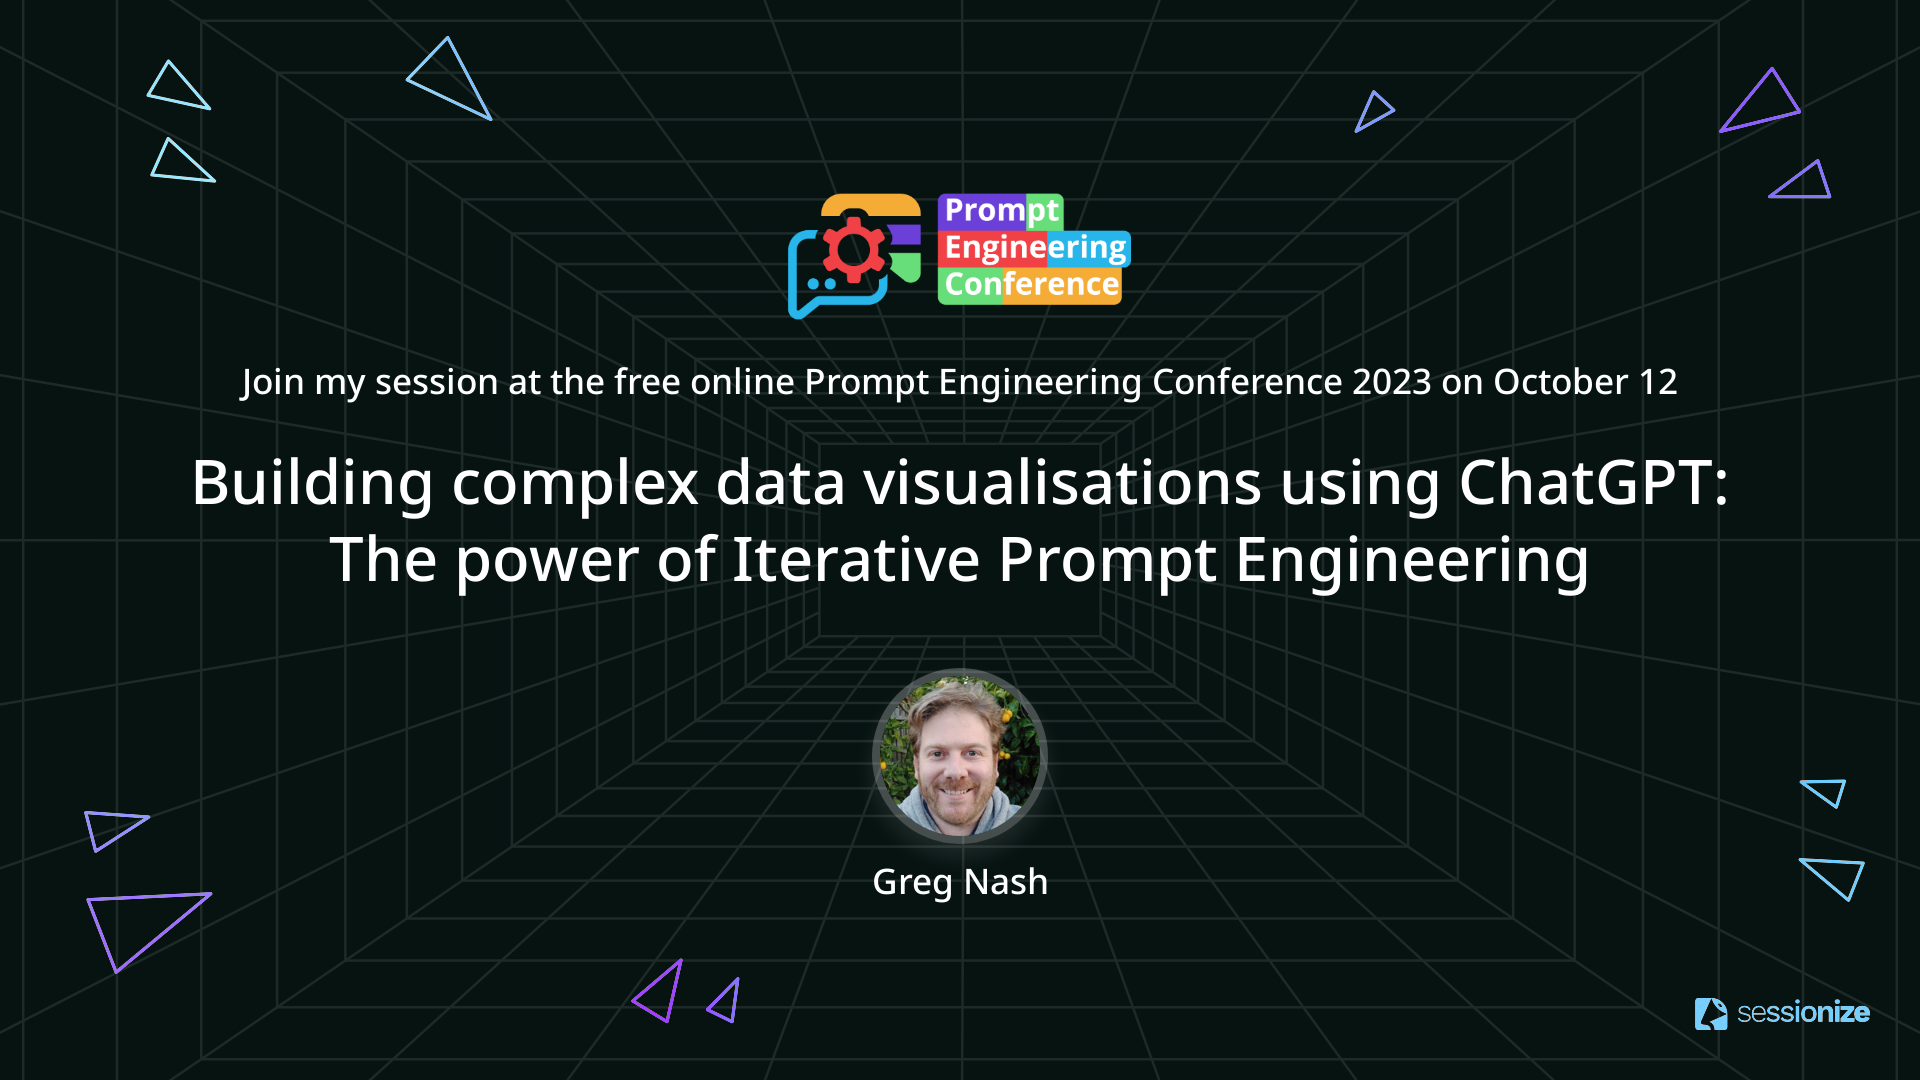 Prompt
Engineering
Conference
Join my session at the free online Prompt Engineering Conference 2023 on October 12
Building complex data visualisations using ChatGPT:
The power of Iterative Prompt Engineering
Greg Nash
sessionize